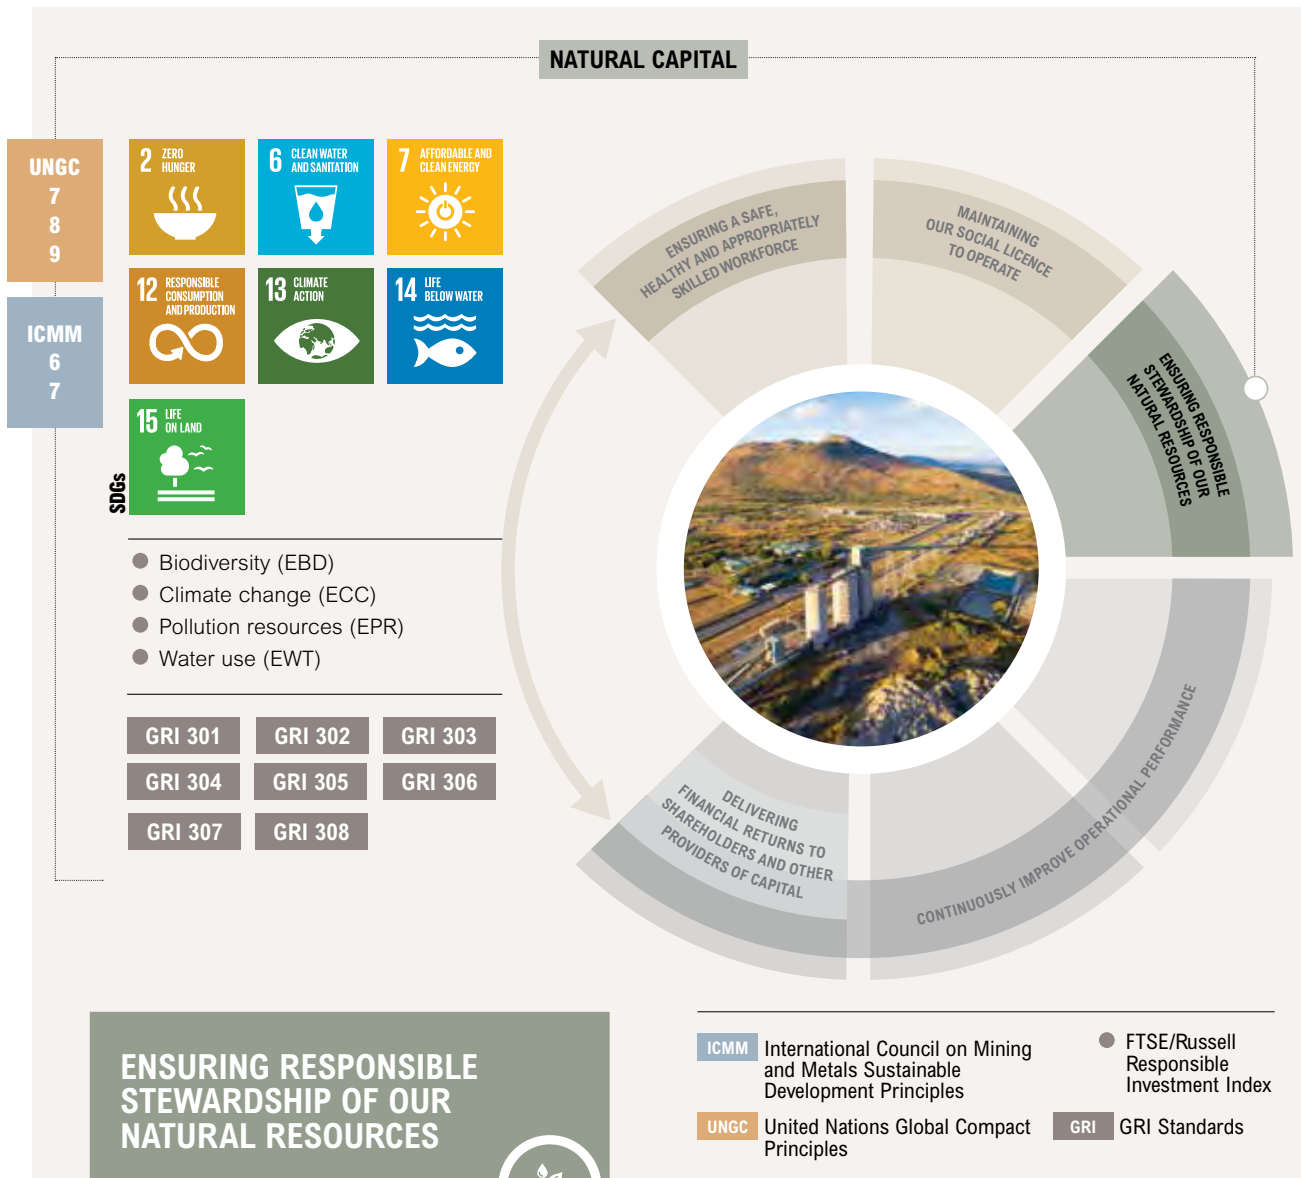 NATURAL CAPITAL
UNGC
7
8
9
ICMM
6
7
2 ZERO
HUNGER
6 CLEAN WATER
AND SANITATION
7 AFFORDABLE AND
CLEAN ENERGY
12 RESPONSIBLE
CONSUMPTION
AND PRODUCTION
13 CLIMATE
ACTION
14 LIFE
BELOW WATER
15 LIFE
ON LAND
SDGs
Biodiversity (EBD)
Climate change (ECC)
Pollution resources (EPR)
Water use (EWT)
GRI 301
GRI 302
GRI 303
GRI 304
GRI 305
GRI 306
GRI 307
GRI 308
ENSURING A SAFE,
HEALTHY AND APPROPRIATELY
SKILLED WORKFORCE
MAINTAINING
OUR SOCIAL LICENCE
TO OPERATE
ENSURING RESPONSIBLE
STEWARDSHIP OF OUR
NATURAL RESOURCES
CONTINUOUSLY IMPROVE OPERATIONAL PERFORMANCE
DELIVERING
FINANCIAL RETURNS TO
SHAREHOLDERS AND OTHER
PROVIDERS OF CAPITAL
ENSURING RESPONSIBLE
STEWARDSHIP OF OUR
NATURAL RESOURCES
ICMM International Council on Mining
and Metals Sustainable
Development Principles
UNGC United Nations Global Compact
Principles
FTSE/Russell
Responsible
Investment Index
GRI GRI Standards